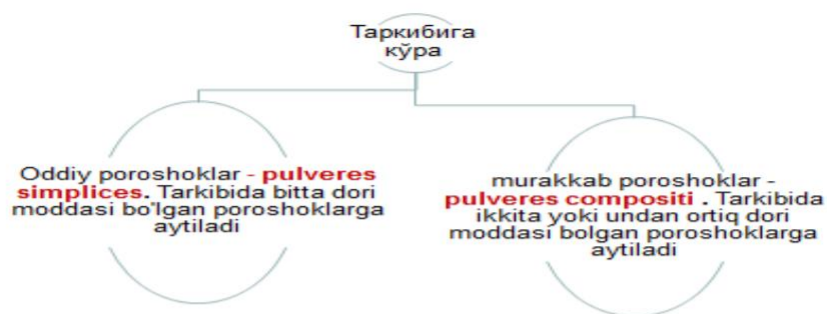 Таркибига
кўра
Oddiy poroshoklar - pulveres
simplices. Tarkibida bitta dori
moddasi bo'lgan poroshoklarga
aytiladi
murakkab poroshoklar -
pulveres compositi . Tarkibida
ikkita yoki undan ortiq dori
moddasi bolgan poroshoklarga
aytiladi